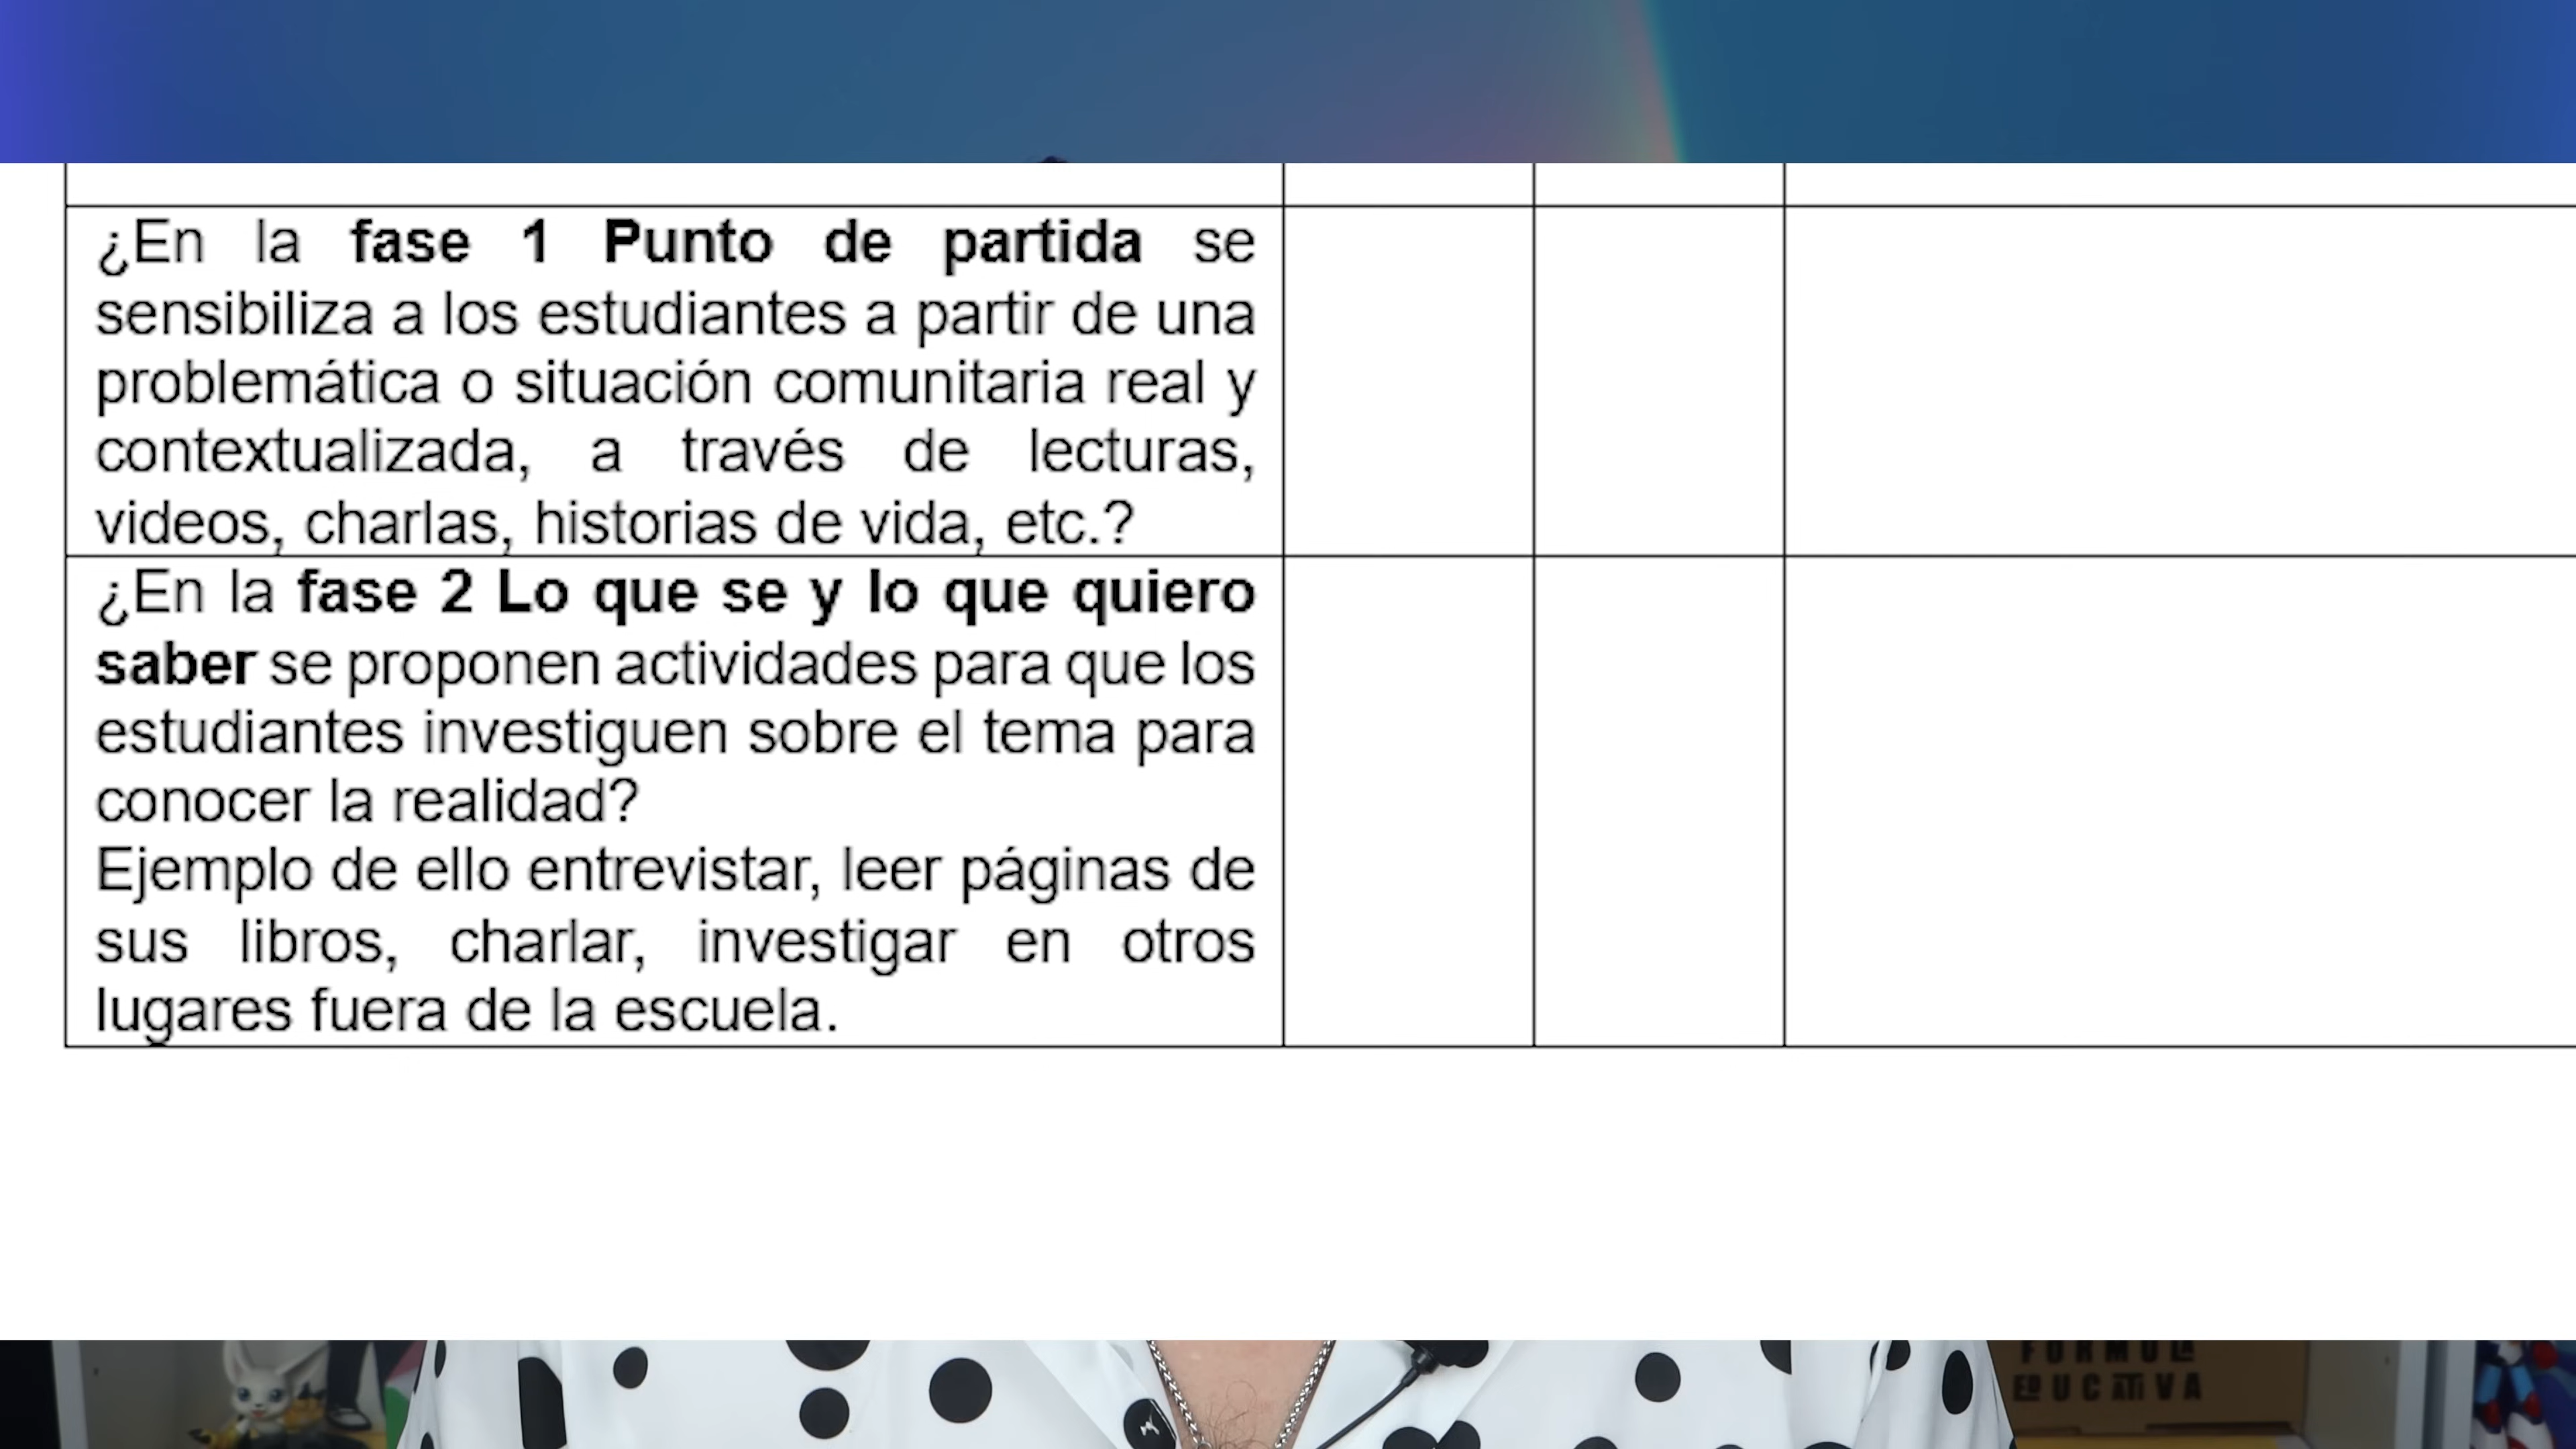 ¿En la fase 1 Punto de partida se
sensibiliza a los estudiantes a partir de una
problemática o situación comunitaria real y
contextualizada, a través de lecturas,
videos, charlas, historias de vida, etc.?
¿En la fase 2 Lo que se y lo que quiero
saber se proponen actividades para que los
estudiantes investiguen sobre el tema para
conocer la realidad?
Ejemplo de ello entrevistar, leer páginas de
sus libros, charlar, investigar en otros
lugares fuera de la escuela.
FORMULA
EDUCATIVA